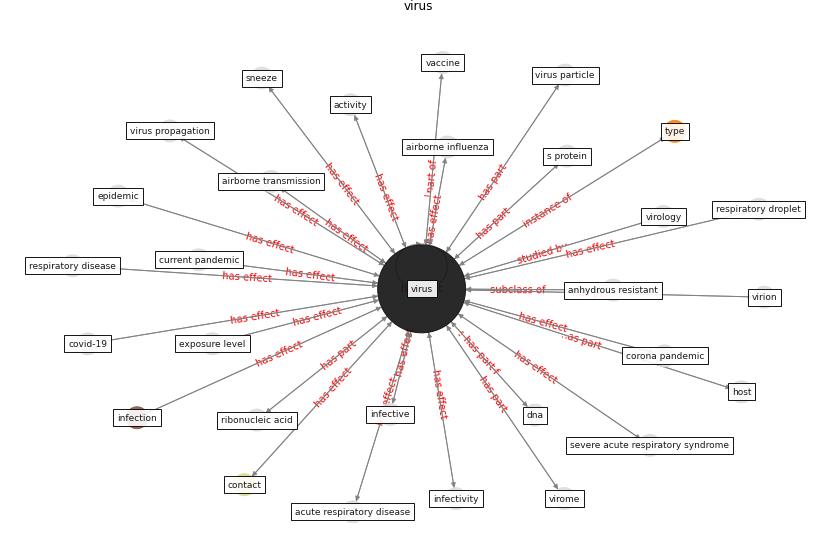 virus
vaccine
sneeze
virus particle
activity
virus propagation
type
airborne influenza
s protein
has effect
part of
has part
airborne transmission
has effect
has effect
instance of
epidemic
has effect
has effect
has effect
has part
virology
respiratory droplet
has effect
studied by
has effect
current pandemic
respiratory disease
has effect
has effect
virus
subclass of
anhydrous resistant
virion
covid-19
has effect
exposure level
has effect
has effect
has part
corona pandemic
has effect
has part
has effect
has part
has effect
host
infection
ribonucleic acid
has effect
effect
has effect
has part
infective
dna
severe acute respiratory syndrome
contact
acute respiratory disease
infectivity
virome